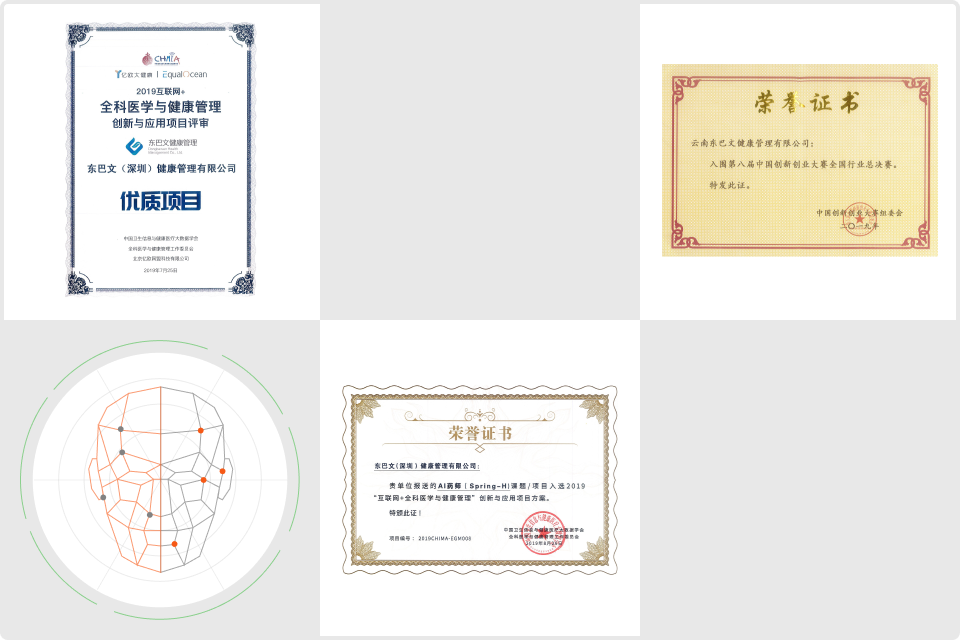 CHMIA
亿欧大健康 | EqualOcean
2019互联网+
全科医学与健康管理
创新与应用项目评审
东巴文健康管理
东巴文（深圳）健康管理有限公司
优质项目
中国卫生信息与健康医疗大数据学会
全科医学与健康管理工作委员会
北京亿欧网盟科技有限公司
2019年7月25日
荣誉证书
云南东巴文健康管理有限公司：
入围第八届中国创新创业大赛全国行业总决赛。
特发此证。
中国创新创业大赛组委会
二〇一九年
荣誉证书
东巴文(深圳）健康管理有限公司：
贵单位报送的AI药师（Spring-H)课题/项目入选2019
“互联网+全科医学与健康管理”创新与应用项目方案。
特颁此证！
中国卫生信息与健康医疗大数据学会
全科医学与健康管理工作委员会
项目编号： 2019CHIMA-EGM008